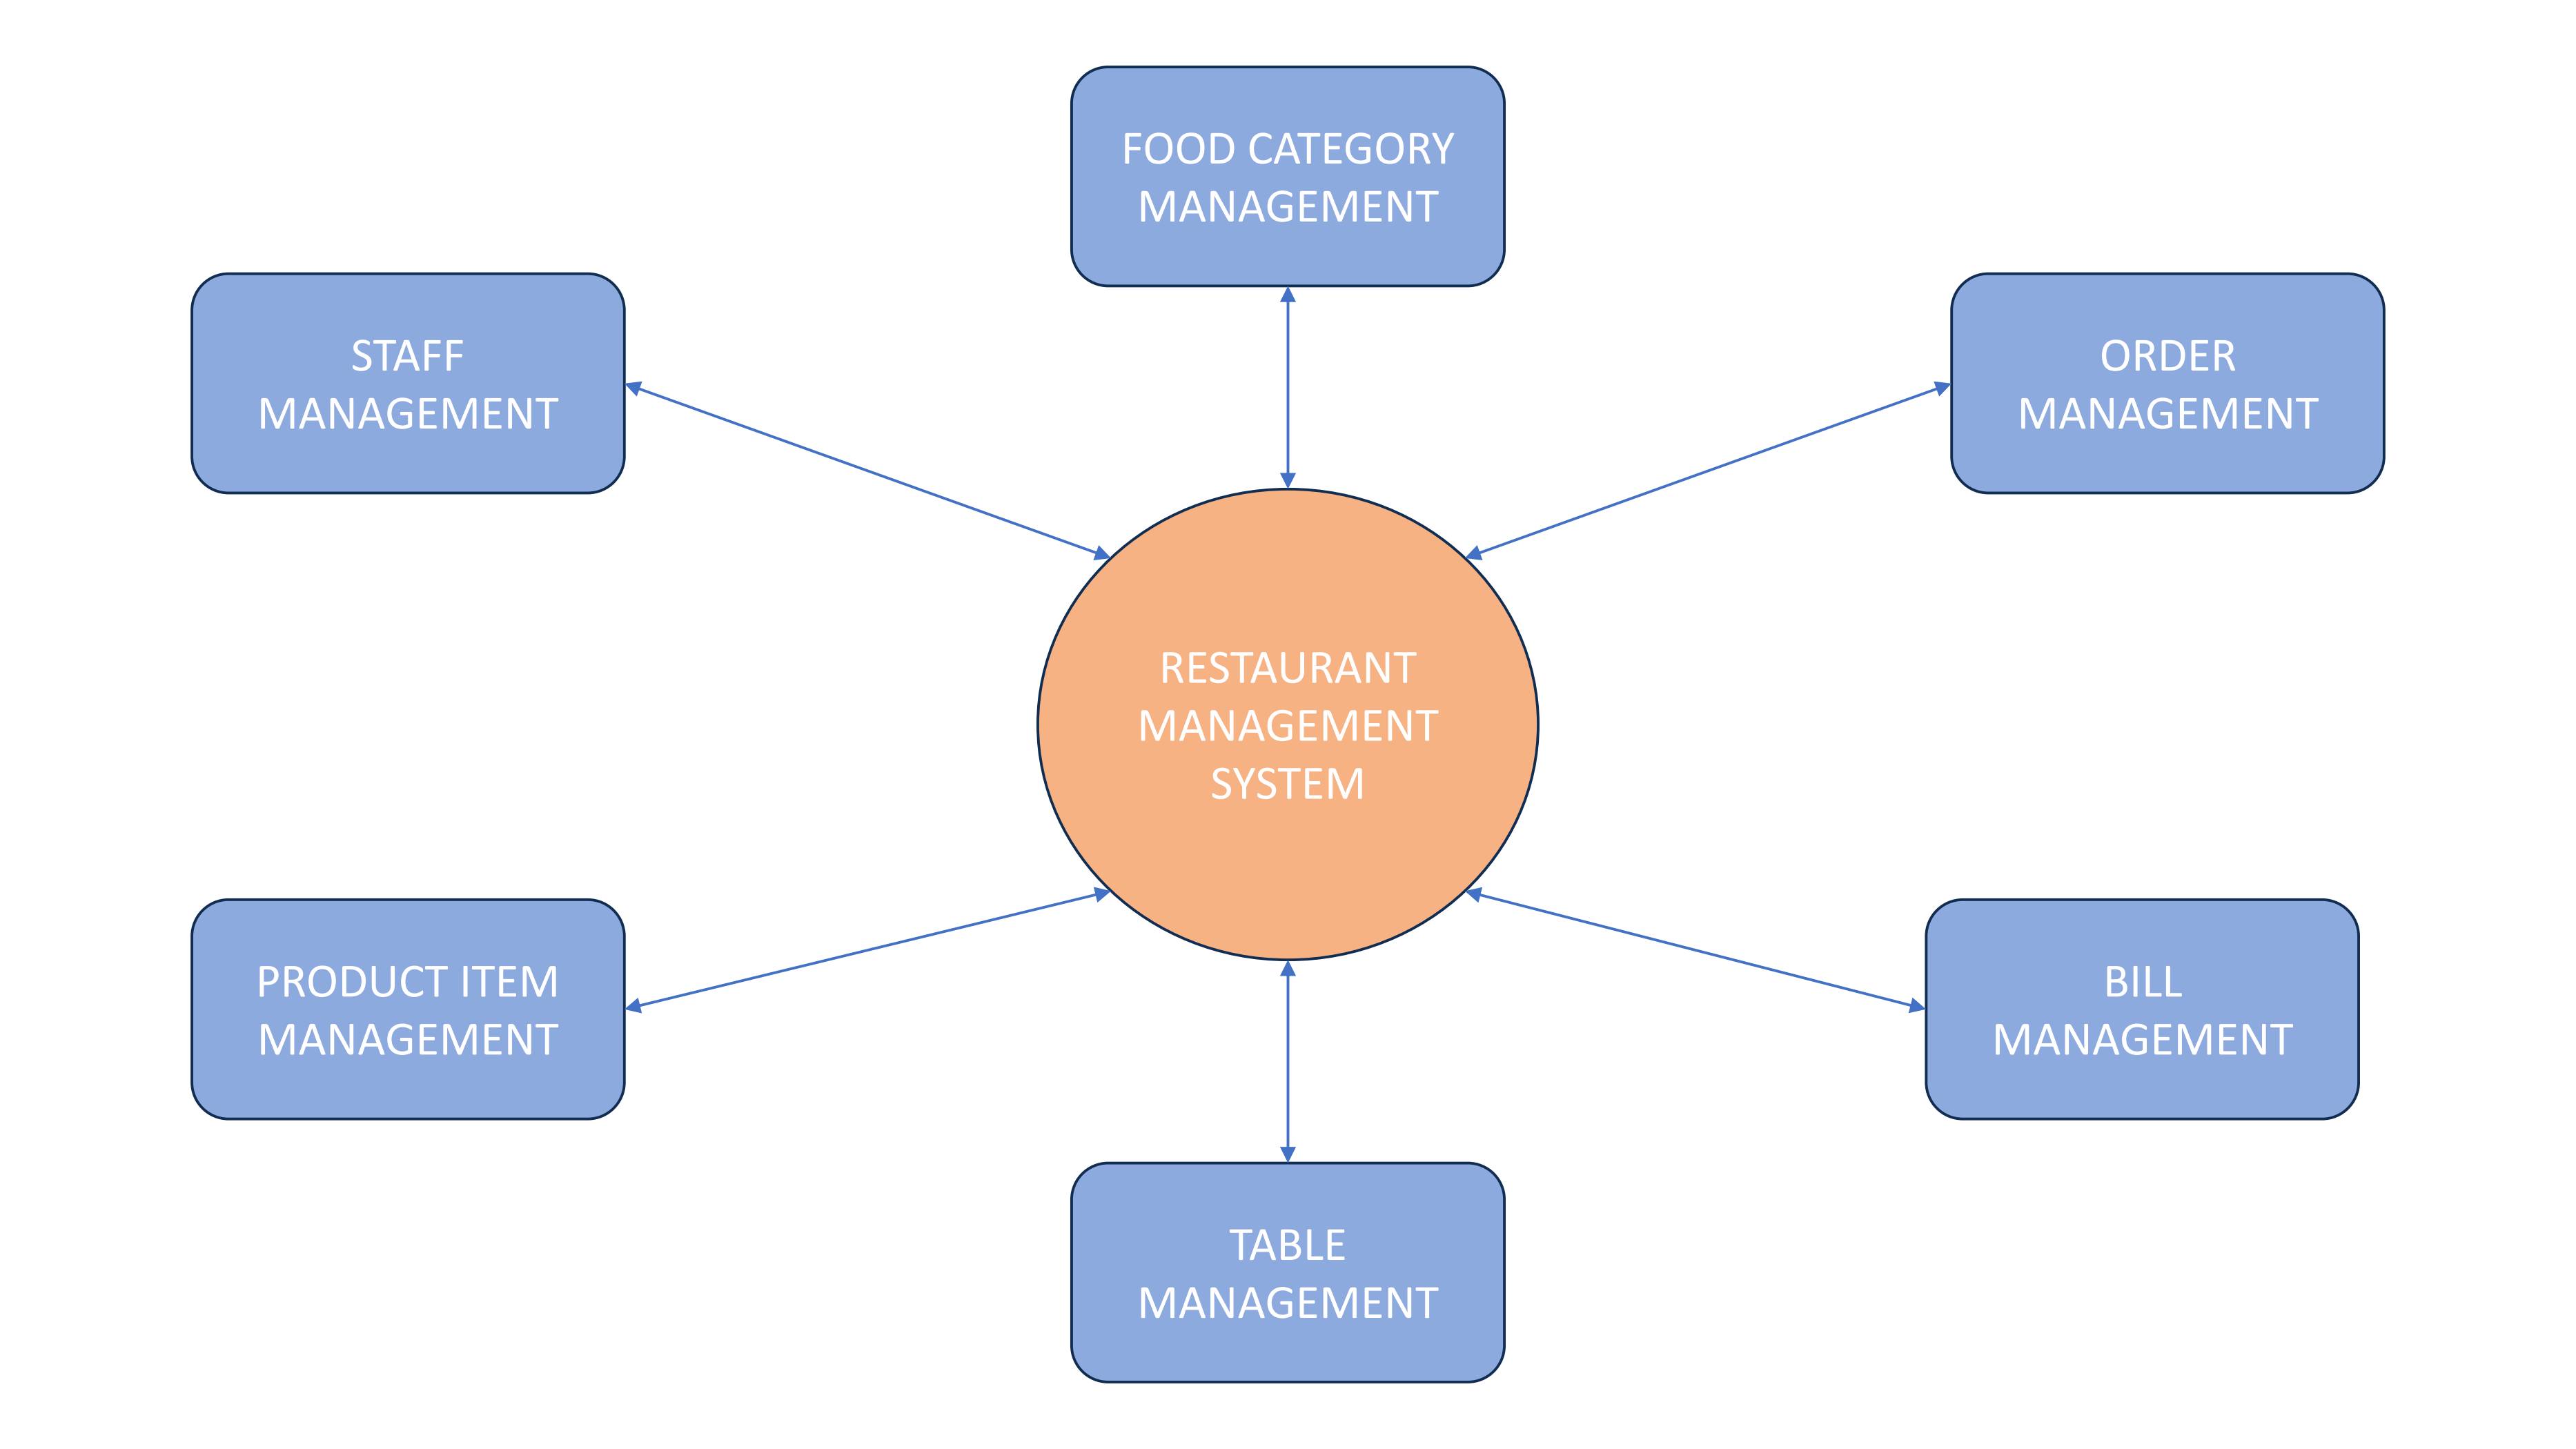 FOOD CATEGORY
MANAGEMENT
STAFF
MANAGEMENT
ORDER
MANAGEMENT
RESTAURANT
MANAGEMENT
SYSTEM
PRODUCT ITEM
MANAGEMENT
BILL
MANAGEMENT
TABLE
MANAGEMENT